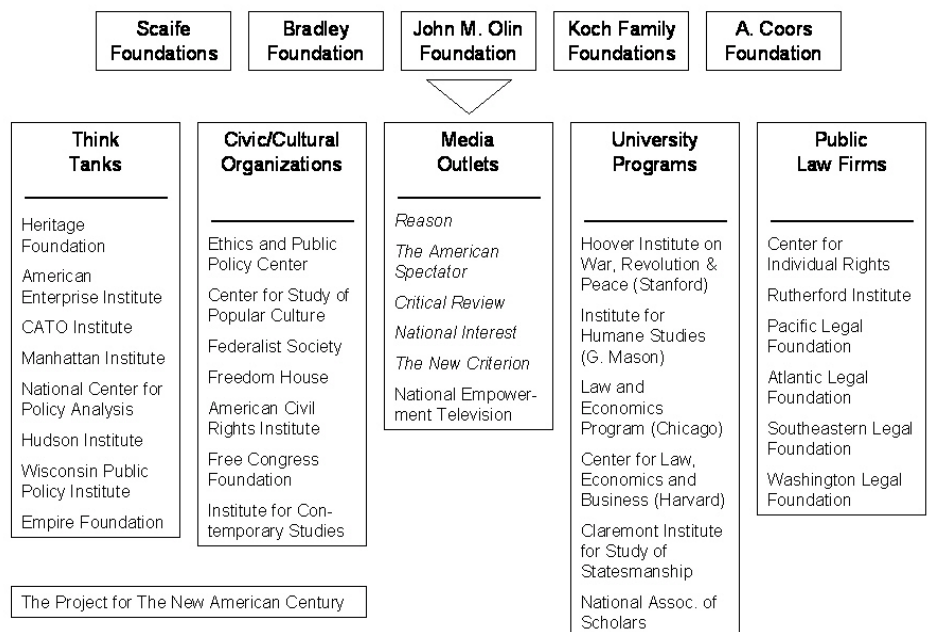 Scaife
Foundations
Bradley
Foundation
John M. Olin
Foundation
Koch Family
Foundations
A. Coors
Foundation
Think
Tanks
Heritage
Foundation
American
Enterprise Institute
CATO Institute
Manhattan Institute
National Center for
Policy Analysis
Hudson Institute
Wisconsin Public
Policy Institute
Empire Foundation
Civic/Cultural
Organizations
Ethics and Public
Policy Center
Center for Study of
Popular Culture
Federalist Society
Freedom House
American Civil
Rights Institute
Free Congress
Foundation
Institute for Con-
temporary Studies
Media
Outlets
Reason
The American
Spectator
Critical Review
National Interest
The New Criterion
National Empower-
ment Television
University
Programs
Hoover Institute on
War, Revolution &
Peace (Stanford)
Institute for
Humane Studies
(G. Mason)
Law and
Economics
Program (Chicago)
Center for Law,
Economics and
Business (Harvard)
Claremont Institute
for Study of
Statesmanship
National Assoc. of
Scholars
Public
Law Firms
Center for
Individual Rights
Rutherford Institute
Pacific Legal
Foundation
Atlantic Legal
Foundation
Southeastern Legal
Foundation
Washington Legal
Foundation
The Project for The New American Century